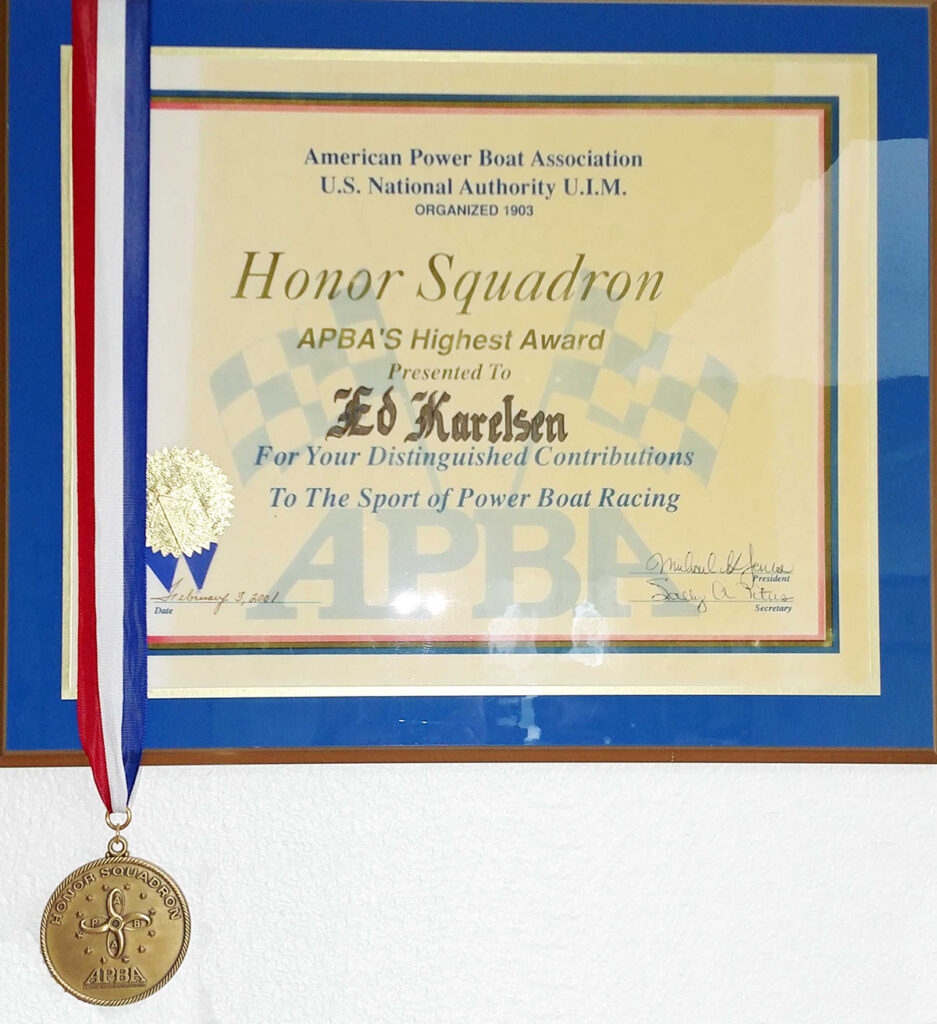 American Power Boat Association
U.S. National Authority U.I.M.
ORGANIZED 1903
Honor Squadron
APBA'S Highest Award
Presented To
Ed Karelsen
For Your Distinguished Contributions
To The Sport of Power Boat Racing
APBA
February 3, 2001
Date
President
Sally A. Titus
Secretary
HONOR SQUADRON
A
P B
A
APBA